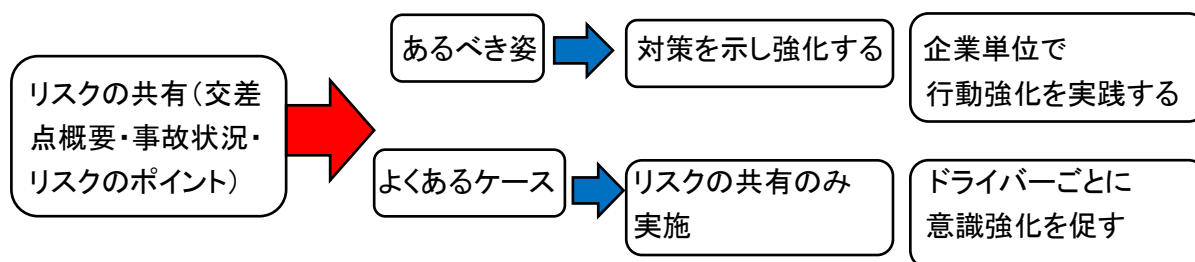 リスクの共有(交差
点概要・事故状況・
リスクのポイント)
あるべき姿
対策を示し強化する
企業単位で
行動強化を実践する
よくあるケース
リスクの共有のみ
実施
ドライバーごとに
意識強化を促す